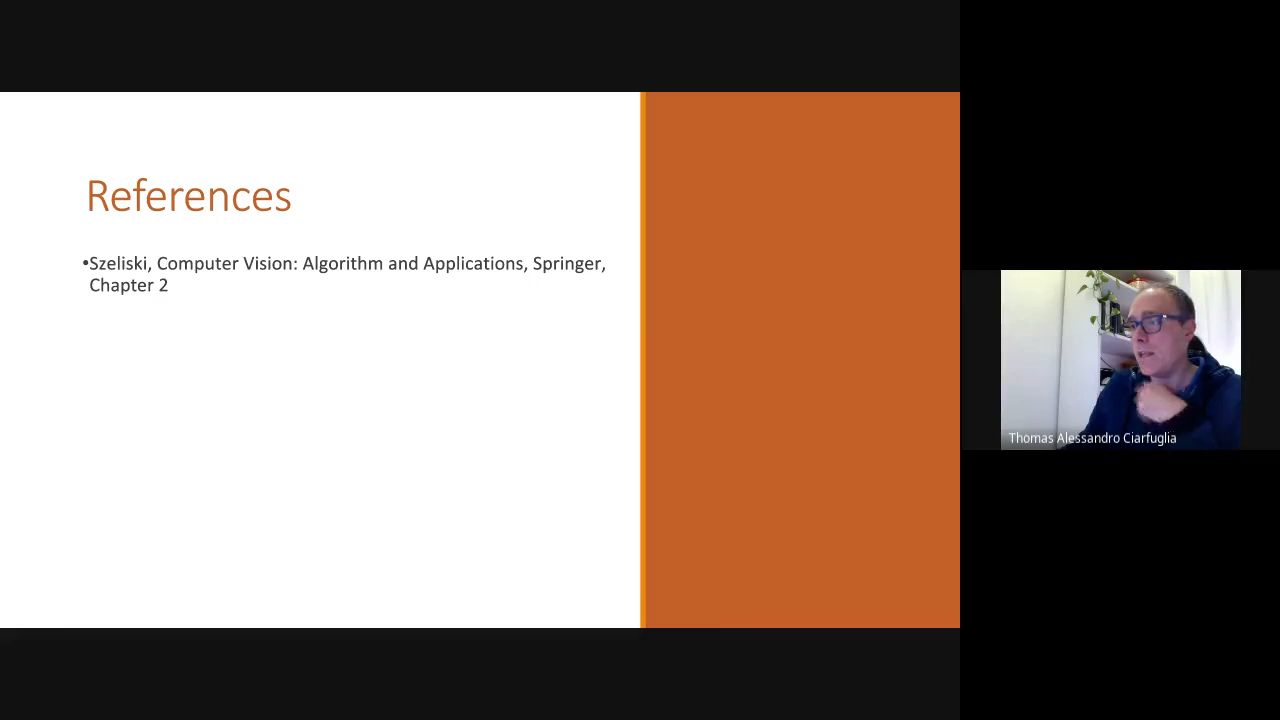 References
•Szeliski, Computer Vision: Algorithm and Applications, Springer,
Chapter 2
Thomas Alessandro Ciarfuglia